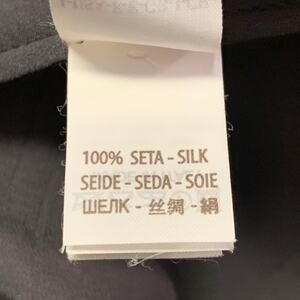 100% SETA - SILK
SEIDE - SEDA - SOIE
ШЕЛК - 丝绸 - 絹